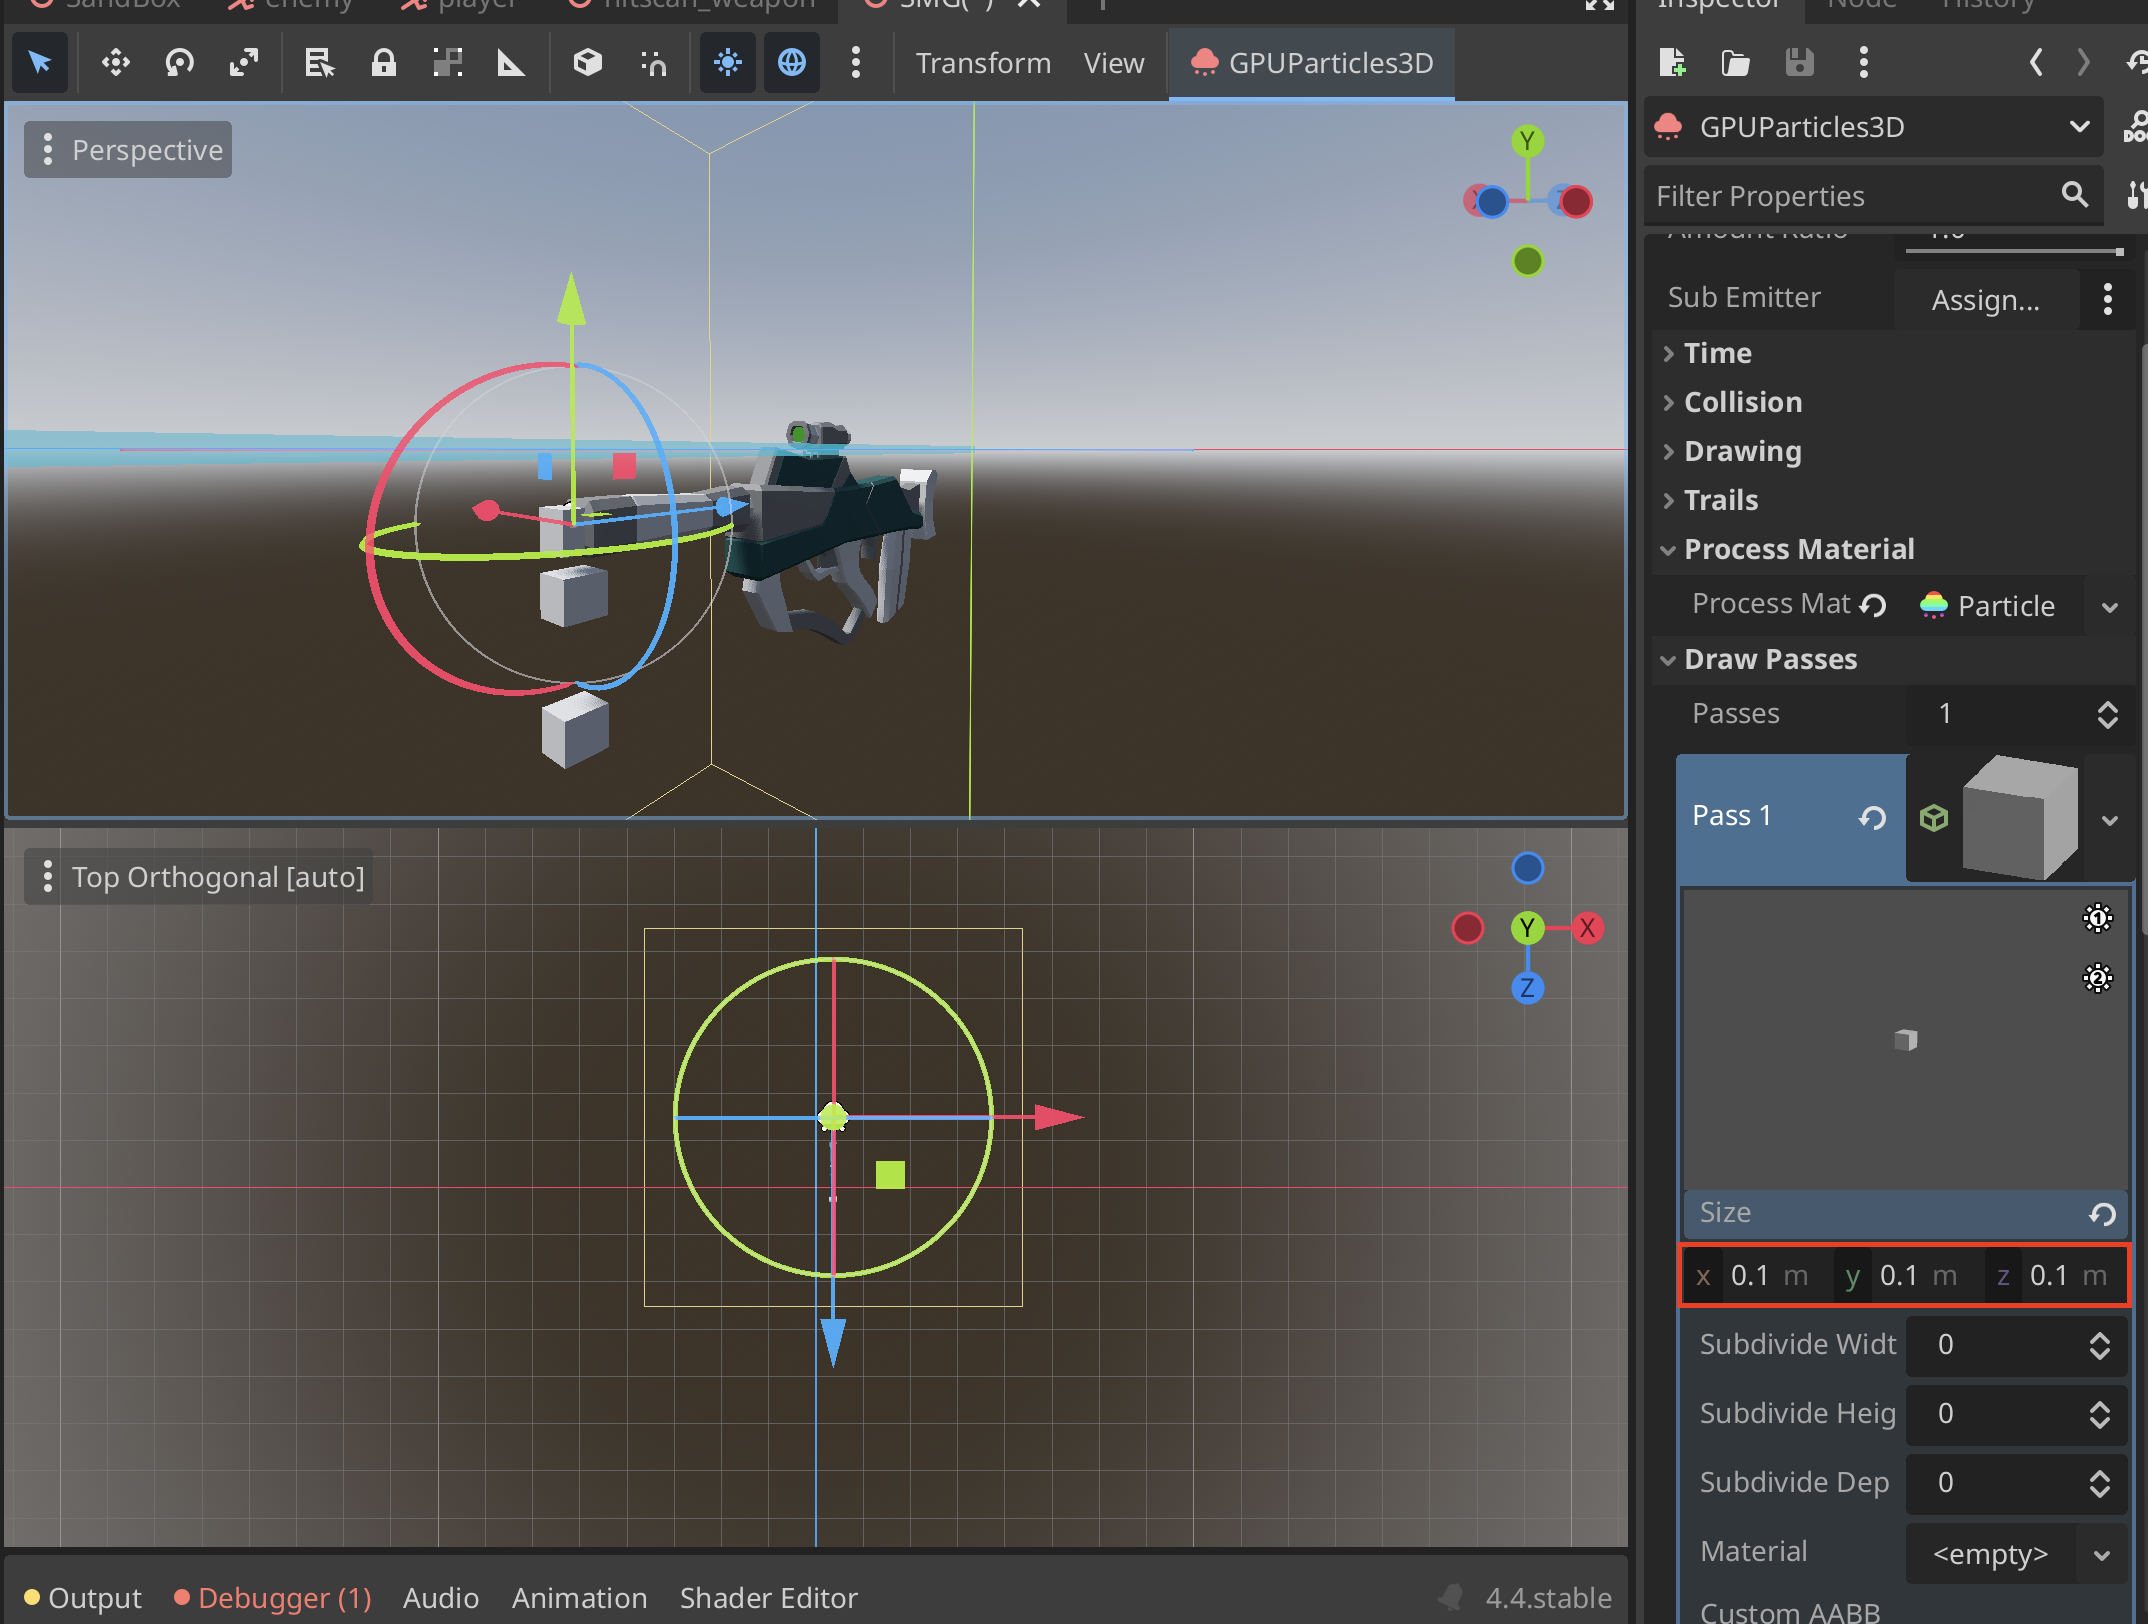 SandBox enemy player hitscan_weapon SMG(*)
Inspector Node History
Transform View GPUParticles3D
GPUParticles3D
Perspective
Y
X Z
Filter Properties
Amount Ratio 1.0
Sub Emitter Assign...
Time
Collision
Drawing
Trails
Process Material
Process Mat Particle
Draw Passes
Passes 1
Pass 1
Top Orthogonal [auto]
Y X
Z
1
2
Size
x 0.1 m y 0.1 m z 0.1 m
Subdivide Widt 0
Subdivide Heig 0
Subdivide Dep 0
Material <empty>
Custom AABB
Output Debugger (1) Audio Animation Shader Editor 4.4.stable